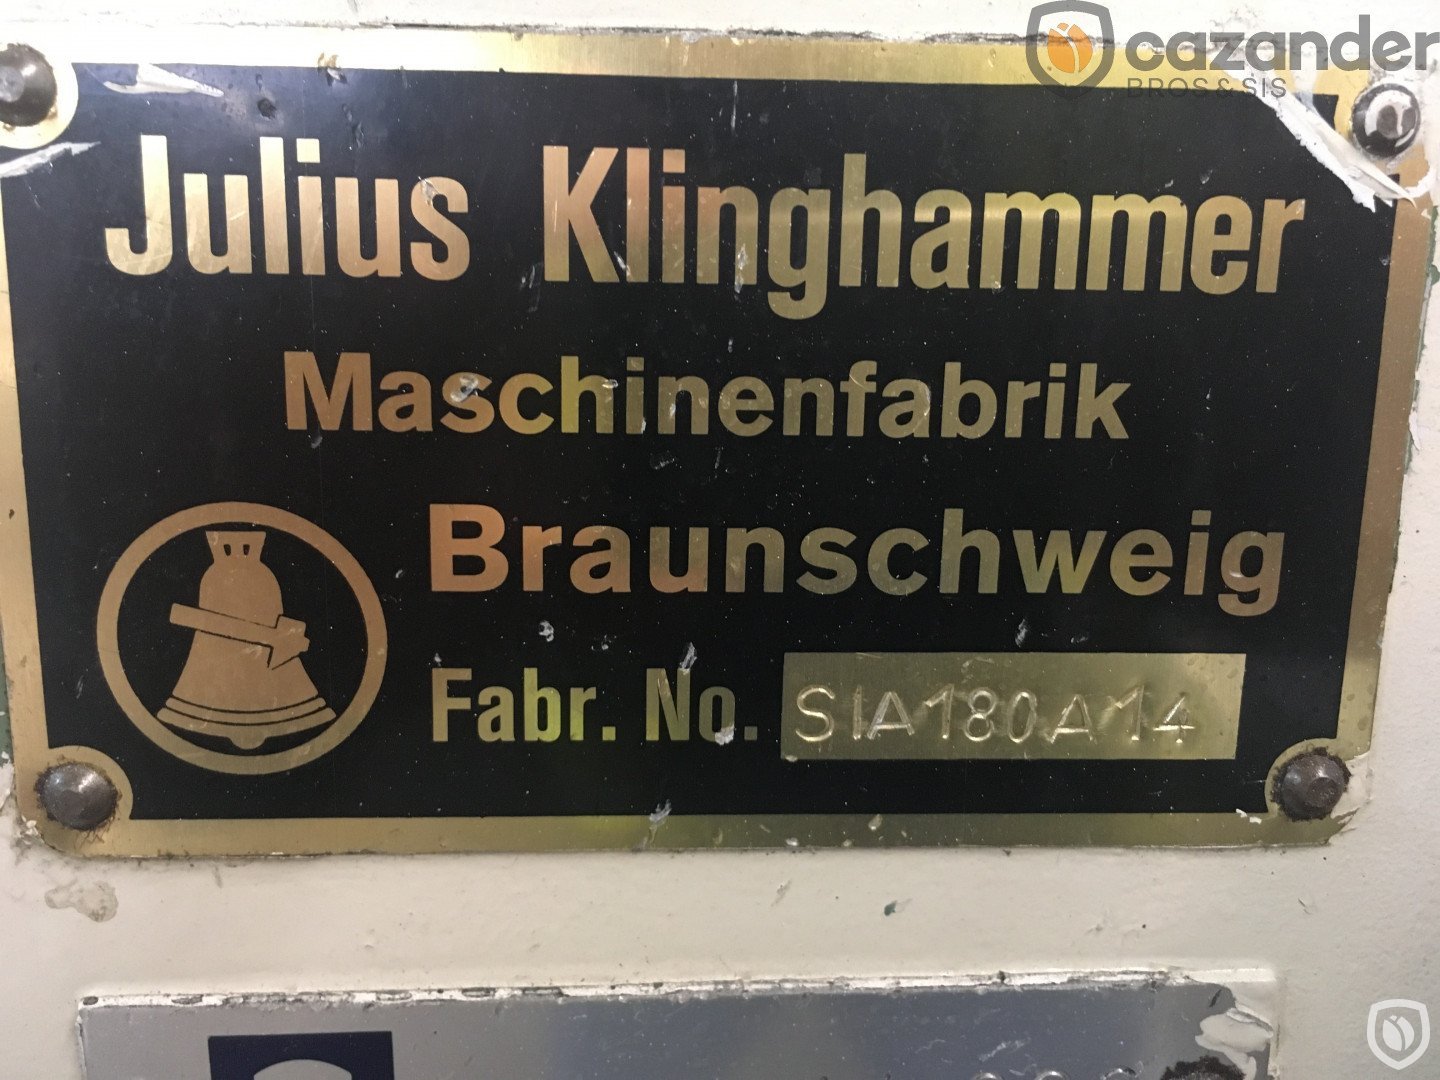 cazander
BROS & SIS
Julius Klinghammer
Maschinenfabrik
Braunschweig
Fabr. No. SIA180A14